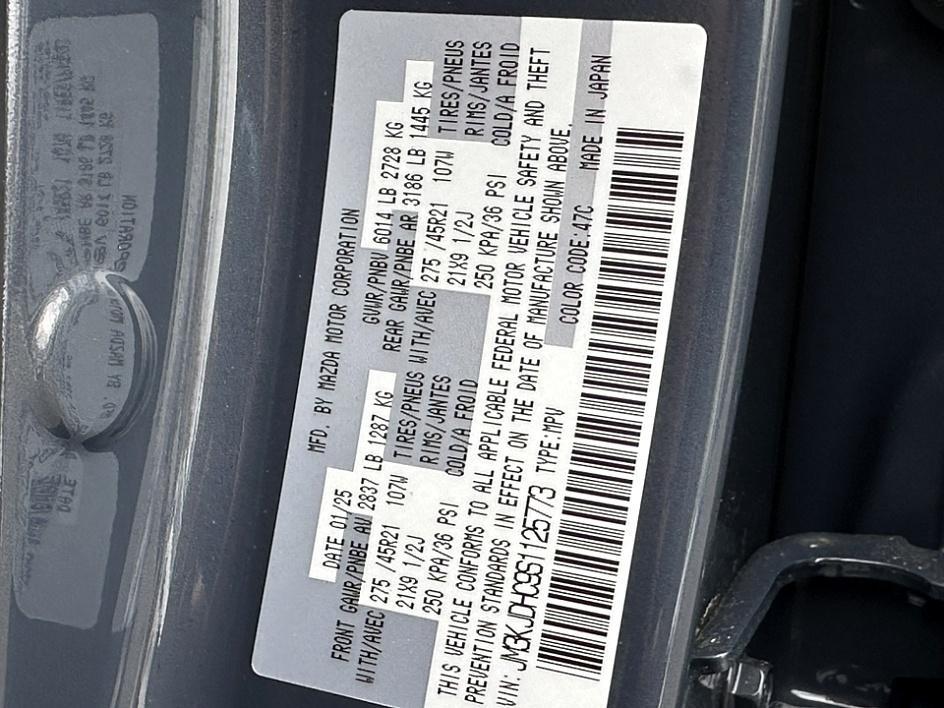 MFD. BY MAZDA MOTOR CORPORATION
DATE 01/25 GVWR/PNBV 6014 LB 2728 KG
FRONT GAWR/PNBE AV 2837 LB 1287 KG REAR GAWR/PNBE AR 3186 LB 1445 KG
WITH/AVEC 275 /45R21 107W TIRES/PNEUS WITH/AVEC 275 /45R21 107W TIRES/PNEUS
21X9 1/2J RIMS/JANTES 21X9 1/2J RIMS/JANTES
250 KPA/36 PSI COLD/A FROID 250 KPA/36 PSI COLD/A FROID
THIS VEHICLE CONFORMS TO ALL APPLICABLE FEDERAL MOTOR VEHICLE SAFETY AND THEFT
PREVENTION STANDARDS IN EFFECT ON THE DATE OF MANUFACTURE SHOWN ABOVE.
VIN: JM3KJDHC9S1125773 TYPE:MPV COLOR CODE:47C MADE IN JAPAN